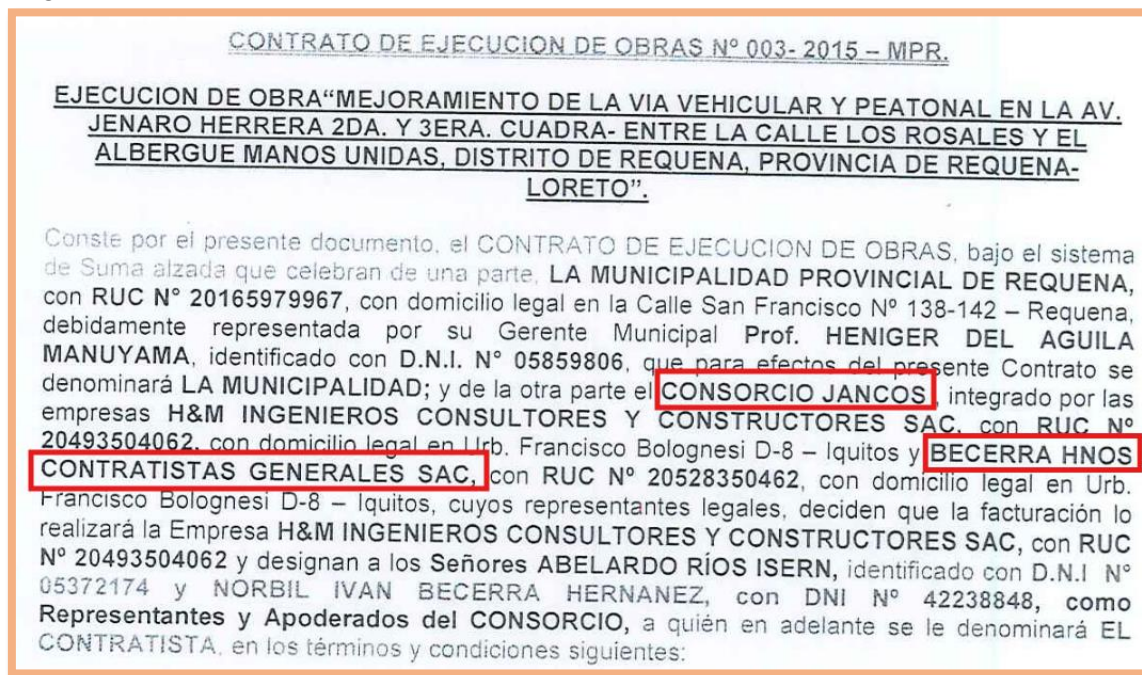 CONTRATO DE EJECUCION DE OBRAS Nº 003- 2015 – MPR.
EJECUCION DE OBRA“MEJORAMIENTO DE LA VIA VEHICULAR Y PEATONAL EN LA AV.
JENARO HERRERA 2DA. Y 3ERA. CUADRA- ENTRE LA CALLE LOS ROSALES Y EL
ALBERGUE MANOS UNIDAS, DISTRITO DE REQUENA, PROVINCIA DE REQUENA-
LORETO”.
Conste por el presente documento, el CONTRATO DE EJECUCION DE OBRAS, bajo el sistema
de Suma alzada que celebran de una parte, LA MUNICIPALIDAD PROVINCIAL DE REQUENA,
con RUC Nº 20165979967, con domicilio legal en la Calle San Francisco Nº 138-142 – Requena,
debidamente representada por su Gerente Municipal Prof. HENIGER DEL AGUILA
MANUYAMA, identificado con D.N.I. Nº 05859806, que para efectos del presente Contrato se
denominará LA MUNICIPALIDAD; y de la otra parte el CONSORCIO JANCOS, integrado por las
empresas H&M INGENIEROS CONSULTORES Y CONSTRUCTORES SAC, con RUC Nº
20493504062, con domicilio legal en Urb. Francisco Bolognesi D-8 – Iquitos y BECERRA HNOS
CONTRATISTAS GENERALES SAC, con RUC Nº 20528350462, con domicilio legal en Urb.
Francisco Bolognesi D-8 – Iquitos, cuyos representantes legales, deciden que la facturación lo
realizará la Empresa H&M INGENIEROS CONSULTORES Y CONSTRUCTORES SAC, con RUC
Nº 20493504062 y designan a los Señores ABELARDO RÍOS ISERN, identificado con D.N.I Nº
05372174 y NORBIL IVAN BECERRA HERNANEZ, con DNI Nº 42238848, como
Representantes y Apoderados del CONSORCIO, a quién en adelante se le denominará EL
CONTRATISTA, en los términos y condiciones siguientes: